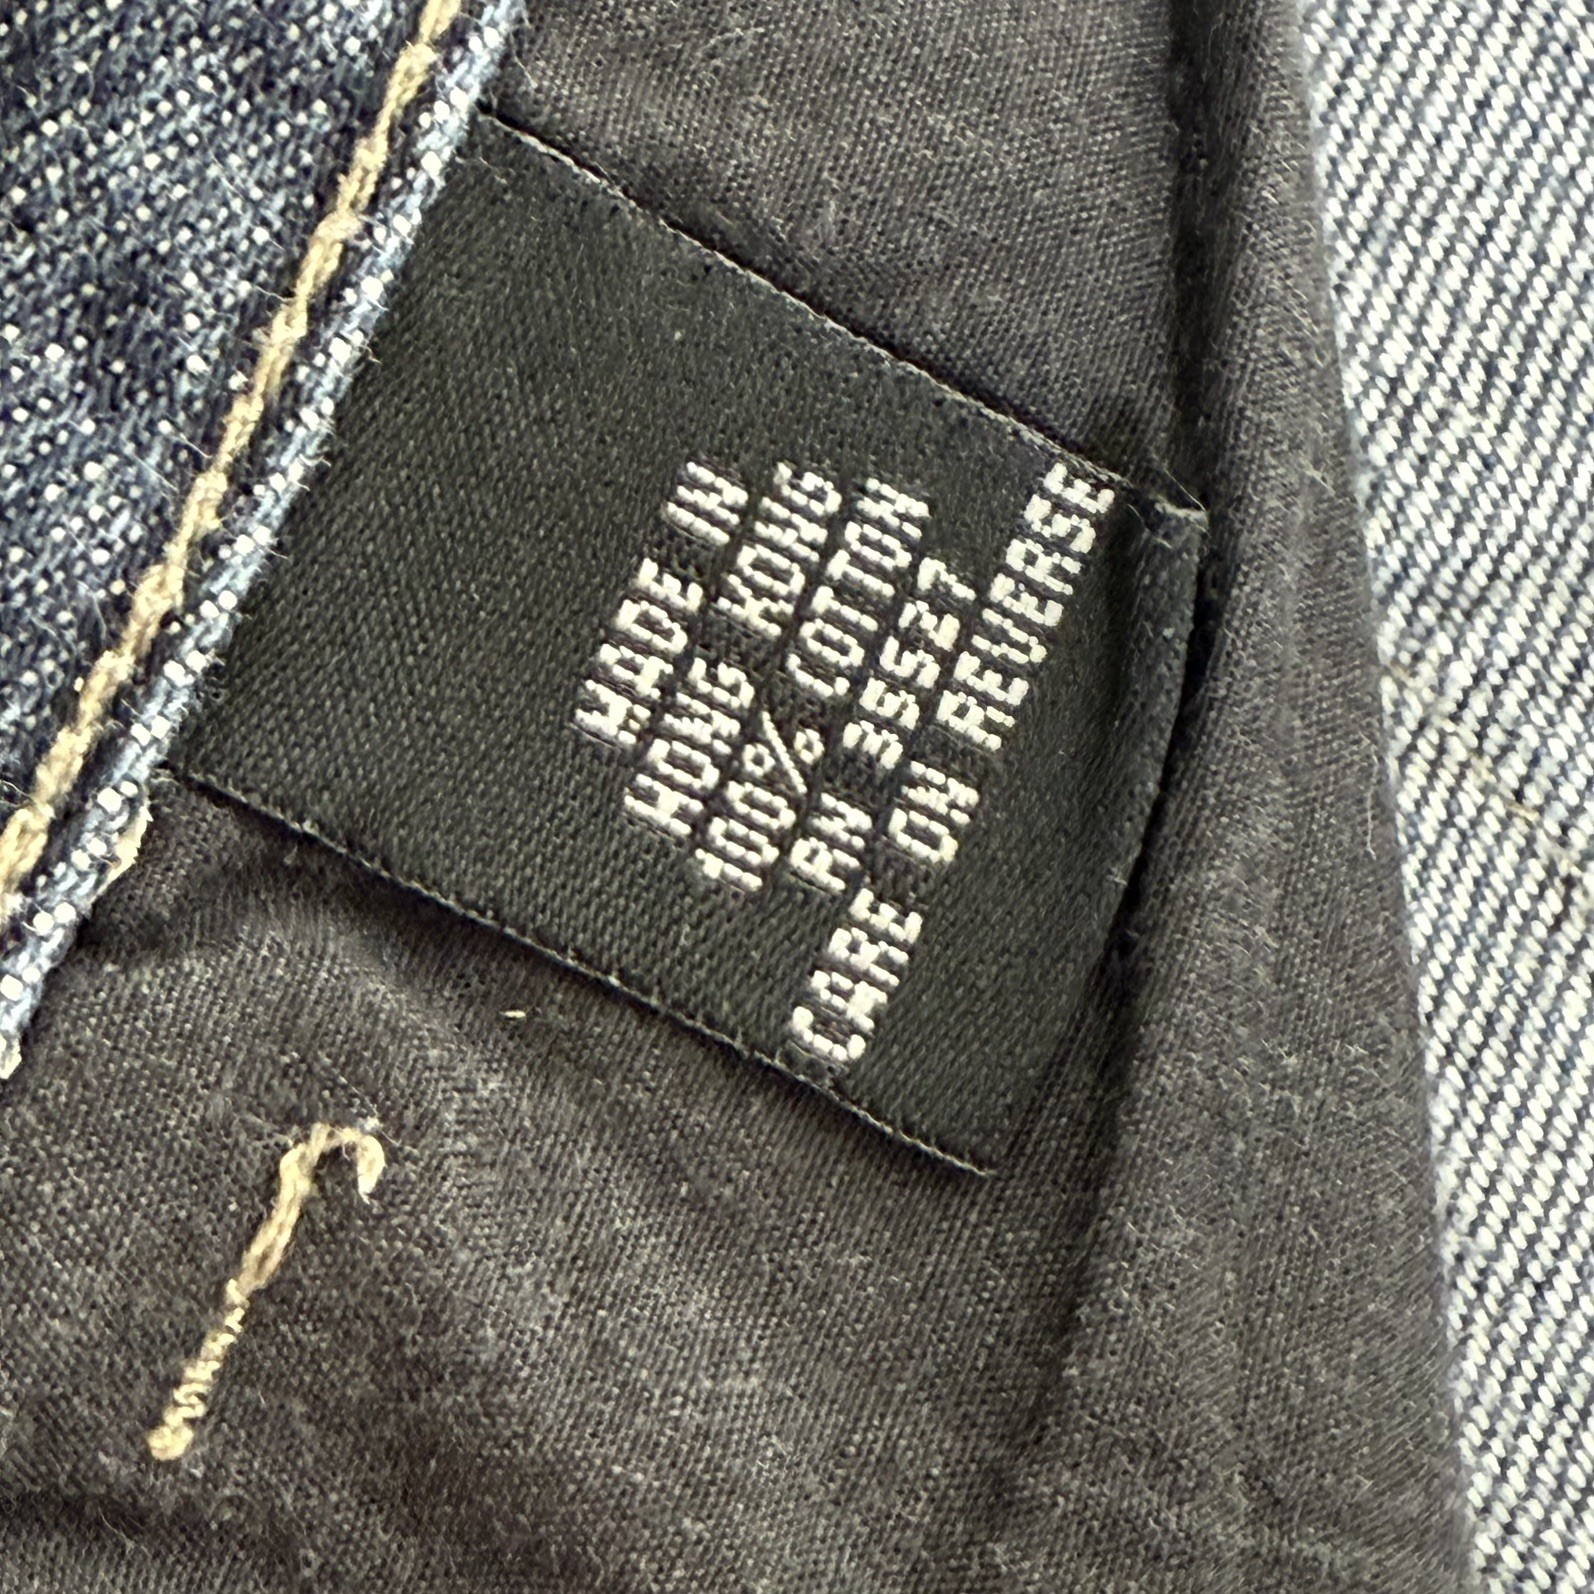 MADE IN
HONG KONG
100% COTTON
RN 35527
CARE ON REVERSE